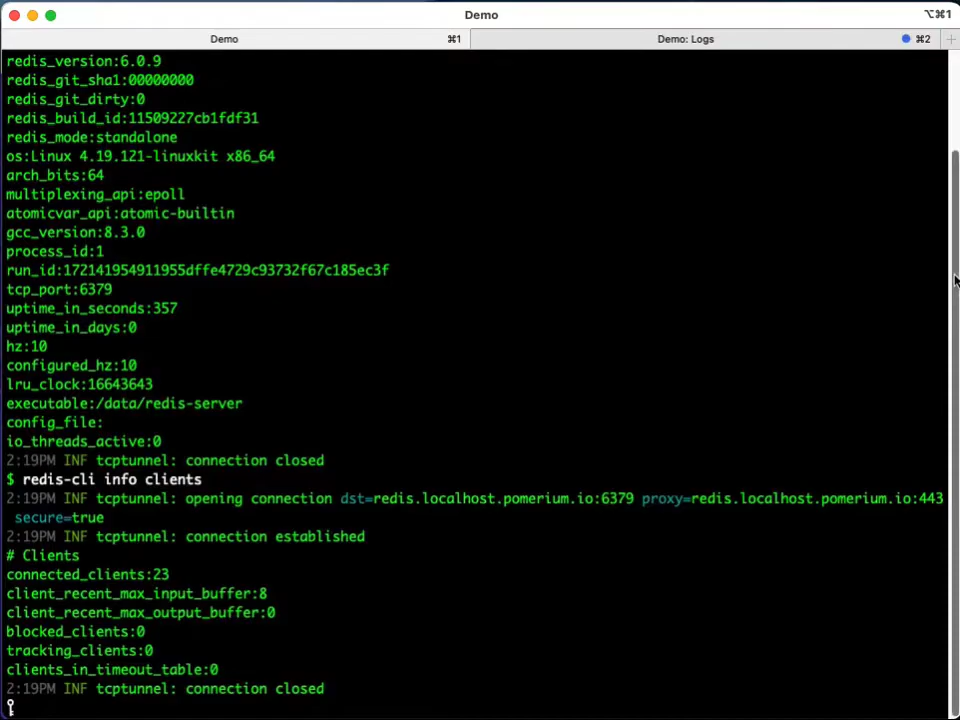 Demo
⌥⌘1
Demo ⌘1
Demo: Logs ⌘2
redis_version:6.0.9
redis_git_sha1:00000000
redis_git_dirty:0
redis_build_id:11509227cb1fdf31
redis_mode:standalone
os:Linux 4.19.121-linuxkit x86_64
arch_bits:64
multiplexing_api:epoll
atomicvar_api:atomic-builtin
gcc_version:8.3.0
process_id:1
run_id:172141954911955dffe4729c93732f67c185ec3f
tcp_port:6379
uptime_in_seconds:357
uptime_in_days:0
hz:10
configured_hz:10
lru_clock:16643643
executable:/data/redis-server
config_file:
io_threads_active:0
2:19PM INF tcptunnel: connection closed
$ redis-cli info clients
2:19PM INF tcptunnel: opening connection dst=redis.localhost.pomerium.io:6379 proxy=redis.localhost.pomerium.io:443
secure=true
2:19PM INF tcptunnel: connection established
# Clients
connected_clients:23
client_recent_max_input_buffer:8
client_recent_max_output_buffer:0
blocked_clients:0
tracking_clients:0
clients_in_timeout_table:0
2:19PM INF tcptunnel: connection closed